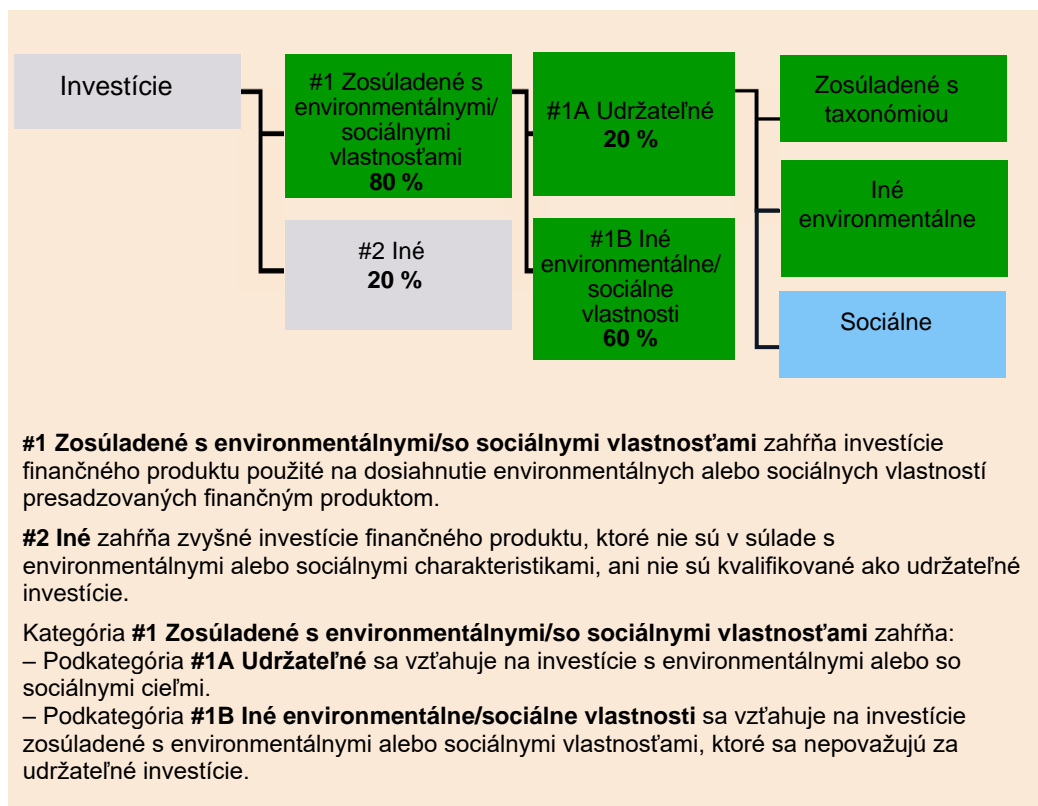 Investície
#1 Zosúladené s
environmentálnymi/
sociálnymi
vlastnosťami
80 %
#2 Iné
20 %
#1A Udržateľné
20 %
#1B Iné
environmentálne/
sociálne
vlastnosti
60 %
Zosúladené s
taxonómiou
Iné
environmentálne
Sociálne
#1 Zosúladené s environmentálnymi/so sociálnymi vlastnosťami zahŕňa investície
finančného produktu použité na dosiahnutie environmentálnych alebo sociálnych vlastností
presadzovaných finančným produktom.
#2 Iné zahŕňa zvyšné investície finančného produktu, ktoré nie sú v súlade s
environmentálnymi alebo sociálnymi charakteristikami, ani nie sú kvalifikované ako udržateľné
investície.
Kategória #1 Zosúladené s environmentálnymi/so sociálnymi vlastnosťami zahŕňa:
– Podkategória #1A Udržateľné sa vzťahuje na investície s environmentálnymi alebo so
sociálnymi cieľmi.
– Podkategória #1B Iné environmentálne/sociálne vlastnosti sa vzťahuje na investície
zosúladené s environmentálnymi alebo sociálnymi vlastnosťami, ktoré sa nepovažujú za
udržateľné investície.